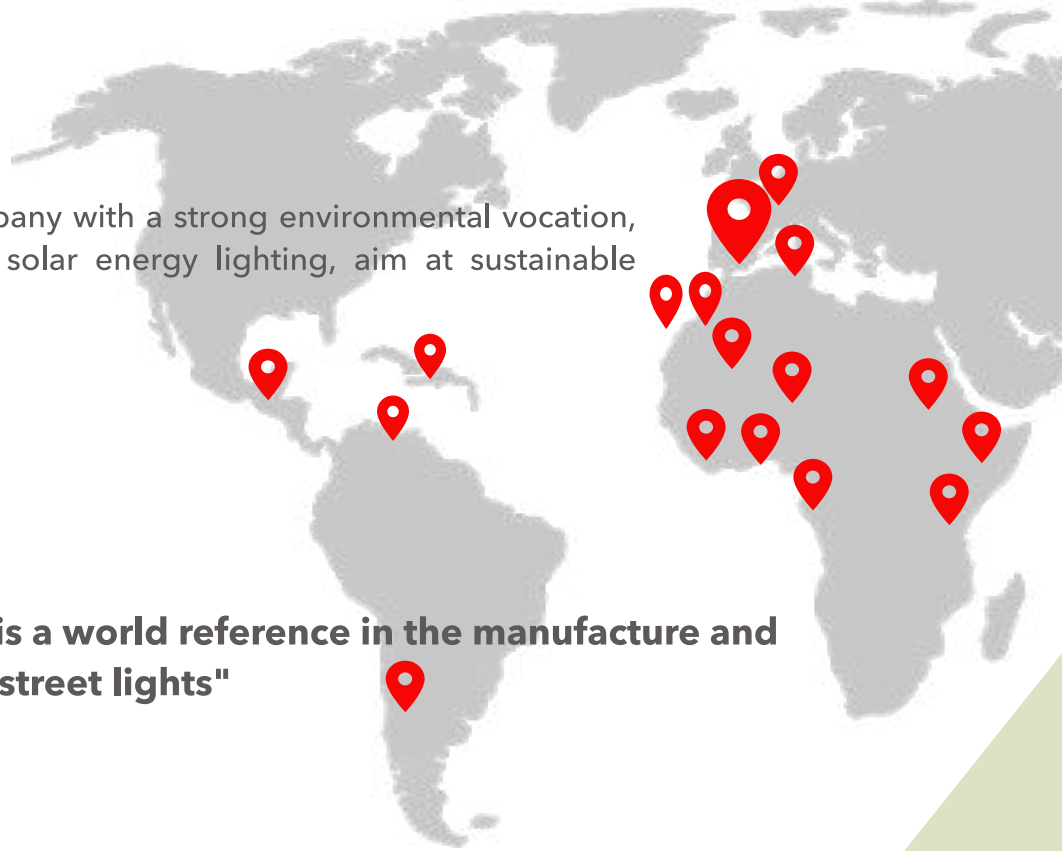 pany with a strong environmental vocation,
solar energy lighting, aim at sustainable
is a world reference in the manufacture and
street lights"